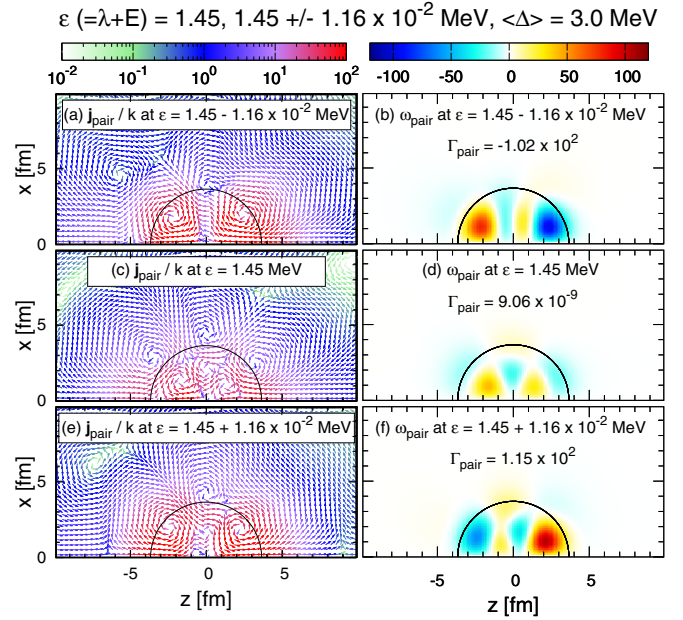 ε (=λ+E) = 1.45, 1.45 +/- 1.16 x 10⁻² MeV, <Δ> = 3.0 MeV
10⁻² 10⁻¹ 10⁰ 10¹ 10² -100 -50 0 50 100
(a) j_pair / k at ε = 1.45 - 1.16 x 10⁻² MeV
(b) ω_pair at ε = 1.45 - 1.16 x 10⁻² MeV
Γ_pair = -1.02 x 10²
x [fm]
5
0
(c) j_pair / k at ε = 1.45 MeV
(d) ω_pair at ε = 1.45 MeV
Γ_pair = 9.06 x 10⁻⁹
x [fm]
5
0
(e) j_pair / k at ε = 1.45 + 1.16 x 10⁻² MeV
(f) ω_pair at ε = 1.45 + 1.16 x 10⁻² MeV
Γ_pair = 1.15 x 10²
x [fm]
5
0
-5 0 5 -5 0 5
z [fm] z [fm]